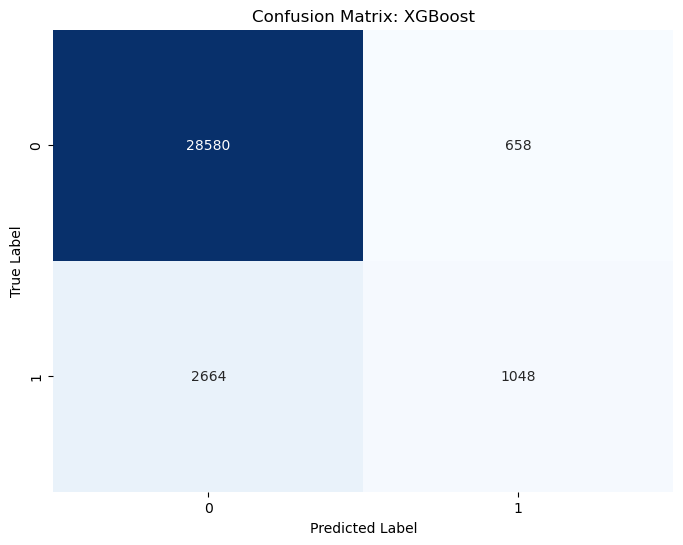 Confusion Matrix: XGBoost
True Label
0
28580
658
1
2664
1048
0
1
Predicted Label